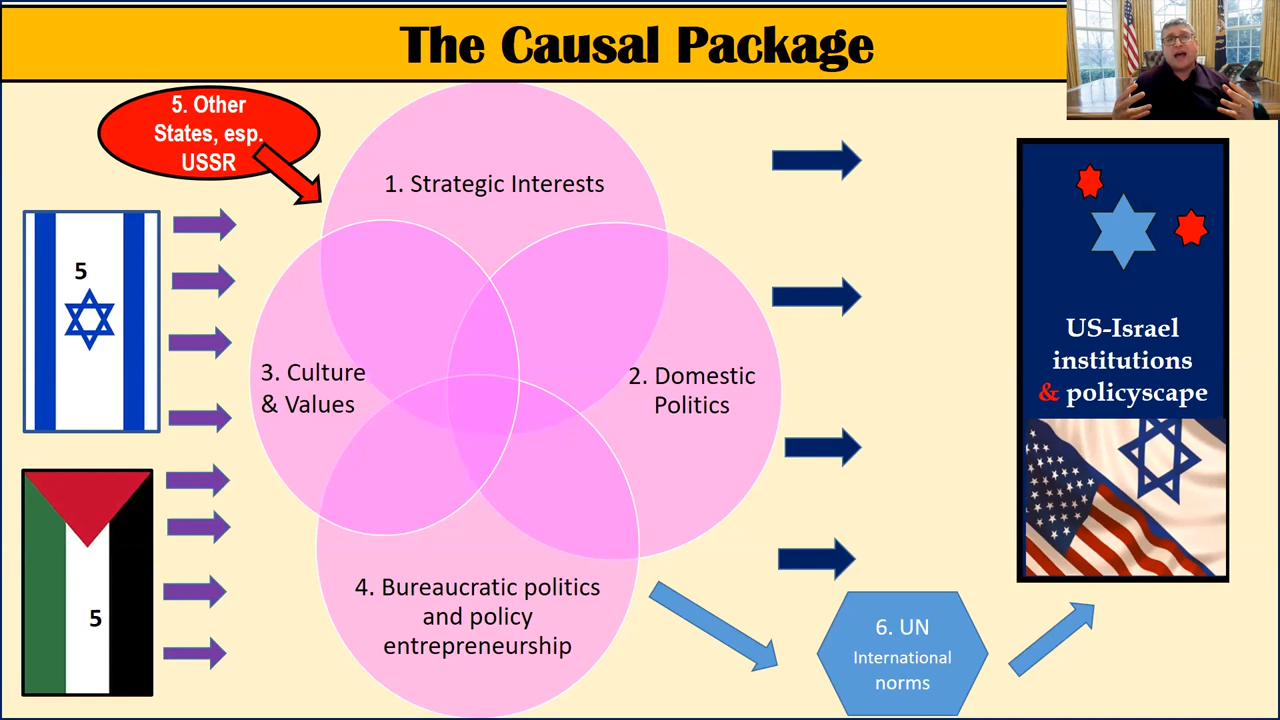 The Causal Package
5. Other
States, esp.
USSR
1. Strategic Interests
5
3. Culture
& Values
2. Domestic
Politics
US-Israel
institutions
& policyscape
5
4. Bureaucratic politics
and policy
entrepreneurship
6. UN
International
norms